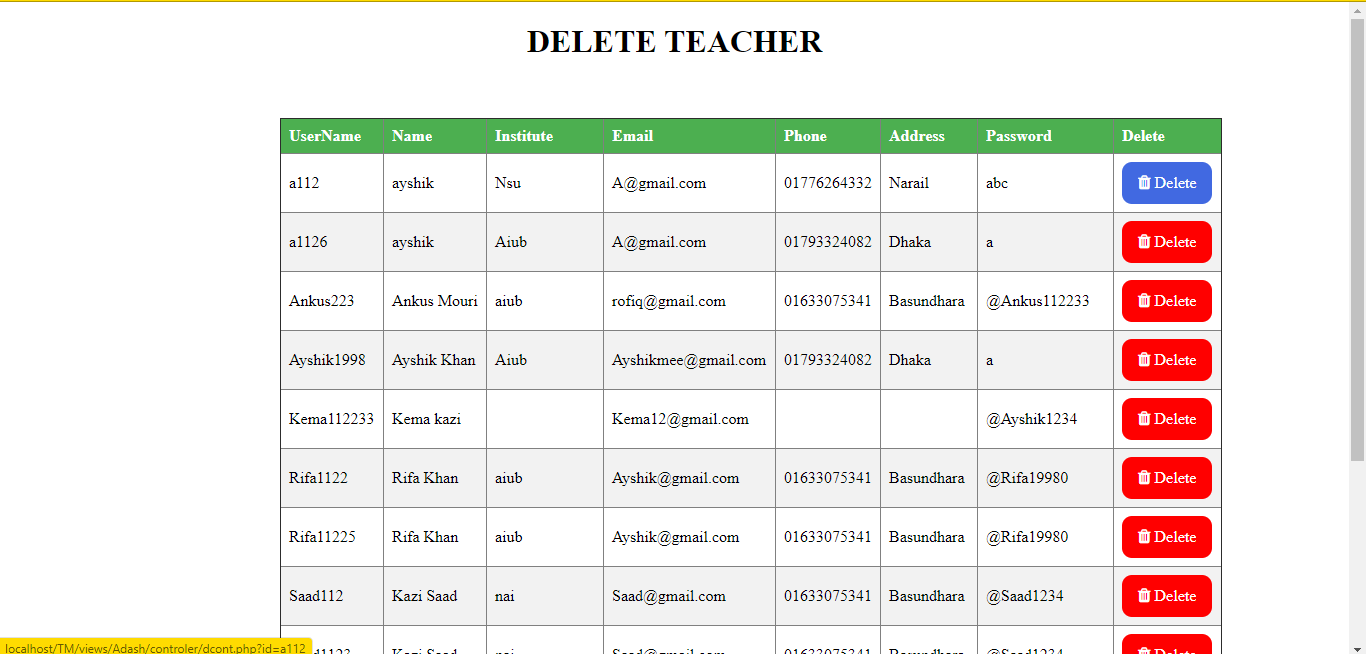 DELETE TEACHER
UserName Name Institute Email Phone Address Password Delete
a112 ayshik Nsu A@gmail.com 01776264332 Narail abc Delete
a1126 ayshik Aiub A@gmail.com 01793324082 Dhaka a Delete
Ankus223 Ankus Mouri aiub rofiq@gmail.com 01633075341 Basundhara @Ankus112233 Delete
Ayshik1998 Ayshik Khan Aiub Ayshikmee@gmail.com 01793324082 Dhaka a Delete
Kema112233 Kema kazi Kema12@gmail.com @Ayshik1234 Delete
Rifa1122 Rifa Khan aiub Ayshik@gmail.com 01633075341 Basundhara @Rifa19980 Delete
Rifa11225 Rifa Khan aiub Ayshik@gmail.com 01633075341 Basundhara @Rifa19980 Delete
Saad112 Kazi Saad nai Saad@gmail.com 01633075341 Basundhara @Saad1234 Delete
Kazi Saad nai Saad@gmail.com 01633075341 Basundhara @Saad1234 Delete
localhost/TM/views/Adash/controler/dcont.php?id=a112